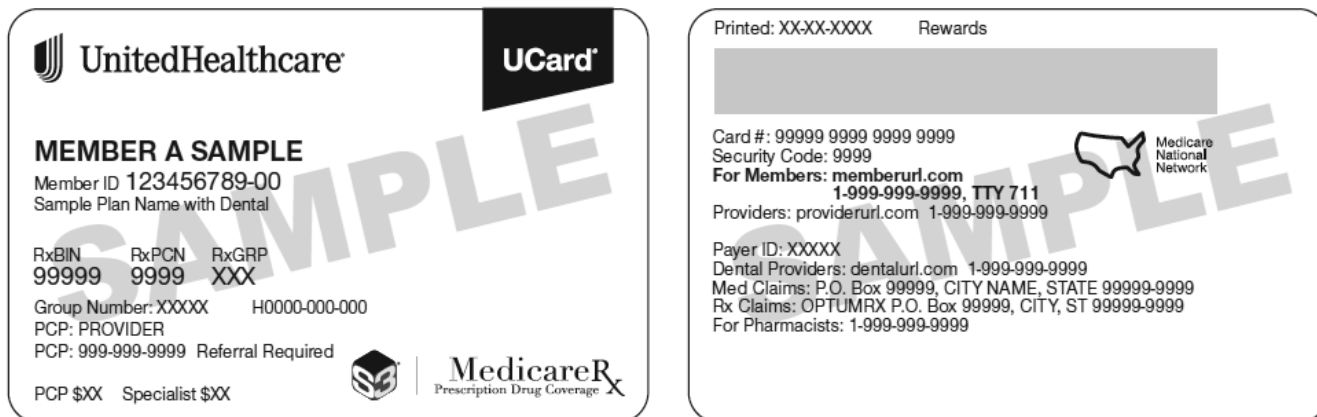 UnitedHealthcare®
UCard®
MEMBER A SAMPLE
Member ID 123456789-00
Sample Plan Name with Dental
RxBIN RxPCN RxGRP
99999 9999 XXX
Group Number: XXXXX H0000-000-000
PCP: PROVIDER
PCP: 999-999-9999 Referral Required
PCP $XX Specialist $XX
S3
MedicareRx
Prescription Drug Coverage
SAMPLE
Printed: XX-XX-XXXX Rewards
Card #: 99999 9999 9999 9999
Security Code: 9999
For Members: memberurl.com
1-999-999-9999, TTY 711
Providers: providerurl.com 1-999-999-9999
Medicare
National
Network
Payer ID: XXXXX
Dental Providers: dentalurl.com 1-999-999-9999
Med Claims: P.O. Box 99999, CITY NAME, STATE 99999-9999
Rx Claims: OPTUMRX P.O. Box 99999, CITY, ST 99999-9999
For Pharmacists: 1-999-999-9999
SAMPLE